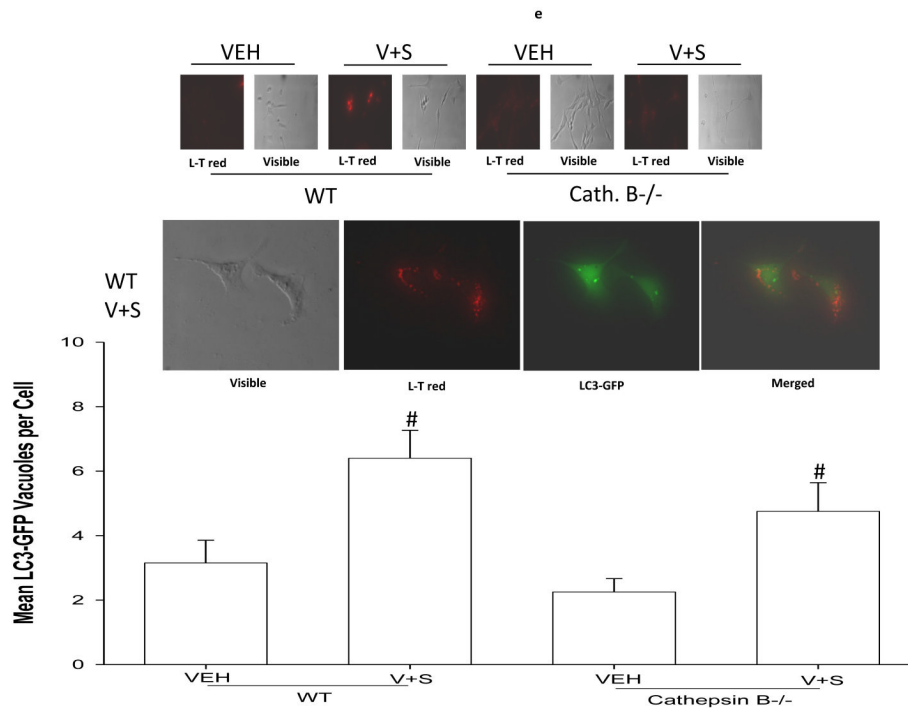 e
VEH V+S VEH V+S
L-T red Visible L-T red Visible L-T red Visible L-T red Visible
WT Cath. B-/-
WT
V+S
Visible L-T red LC3-GFP Merged
Mean LC3-GFP Vacuoles per Cell
10
8
6
4
2
0
# #
VEH V+S VEH V+S
WT Cathepsin B-/-